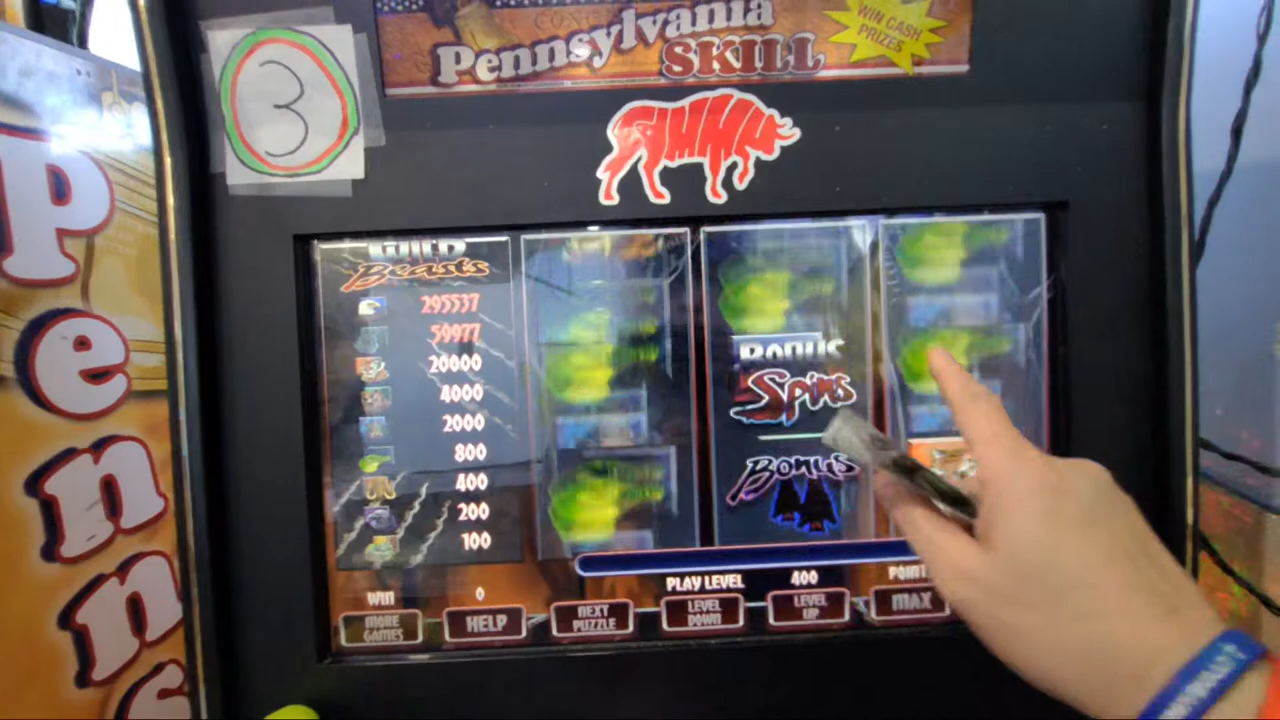 Pennsylvania
SKILL
WIN CASH
PRIZES
3
Penn
WILD
Beasts
295537
59977
20000
4000
2000
800
400
200
100
BONUS
Spins
BONUS
WIN
0
PLAY LEVEL
400
MORE
GAMES
HELP
NEXT
PUZZLE
LEVEL
DOWN
LEVEL
UP
MAX